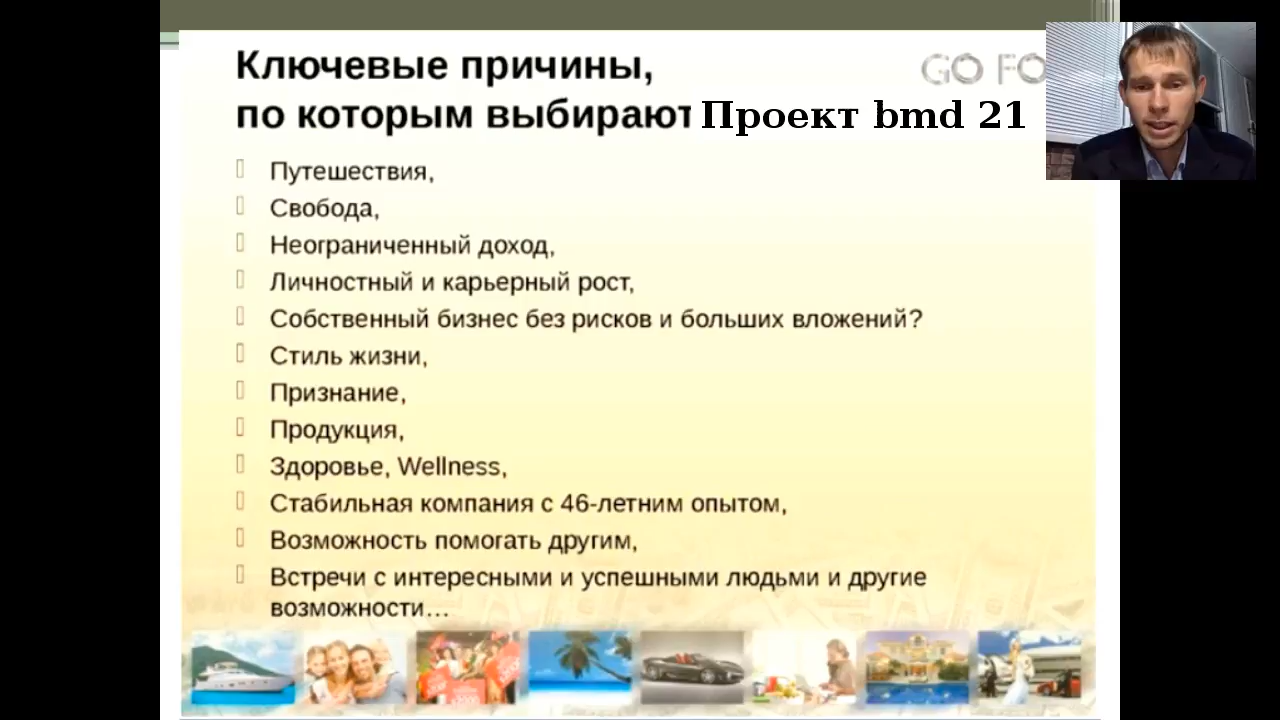 Ключевые причины,
по которым выбирают Проект bmd 21
GO FO
Путешествия,
Свобода,
Неограниченный доход,
Личностный и карьерный рост,
Собственный бизнес без рисков и больших вложений?
Стиль жизни,
Признание,
Продукция,
Здоровье, Wellness,
Стабильная компания с 46-летним опытом,
Возможность помогать другим,
Встречи с интересными и успешными людьми и другие
возможности…